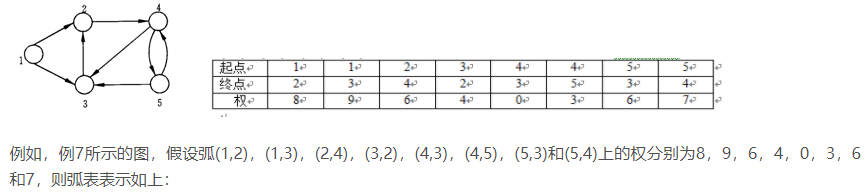 2
4
1
3
5
起点 1 1 2 3 4 4 5 5
终点 2 3 4 2 3 5 3 4
权 8 9 6 4 0 3 6 7
例如，例7所示的图，假设弧(1,2)，(1,3)，(2,4)，(3,2)，(4,3)，(4,5)，(5,3)和(5,4)上的权分别为8，9，6，4，0，3，6
和7，则弧表表示如上：